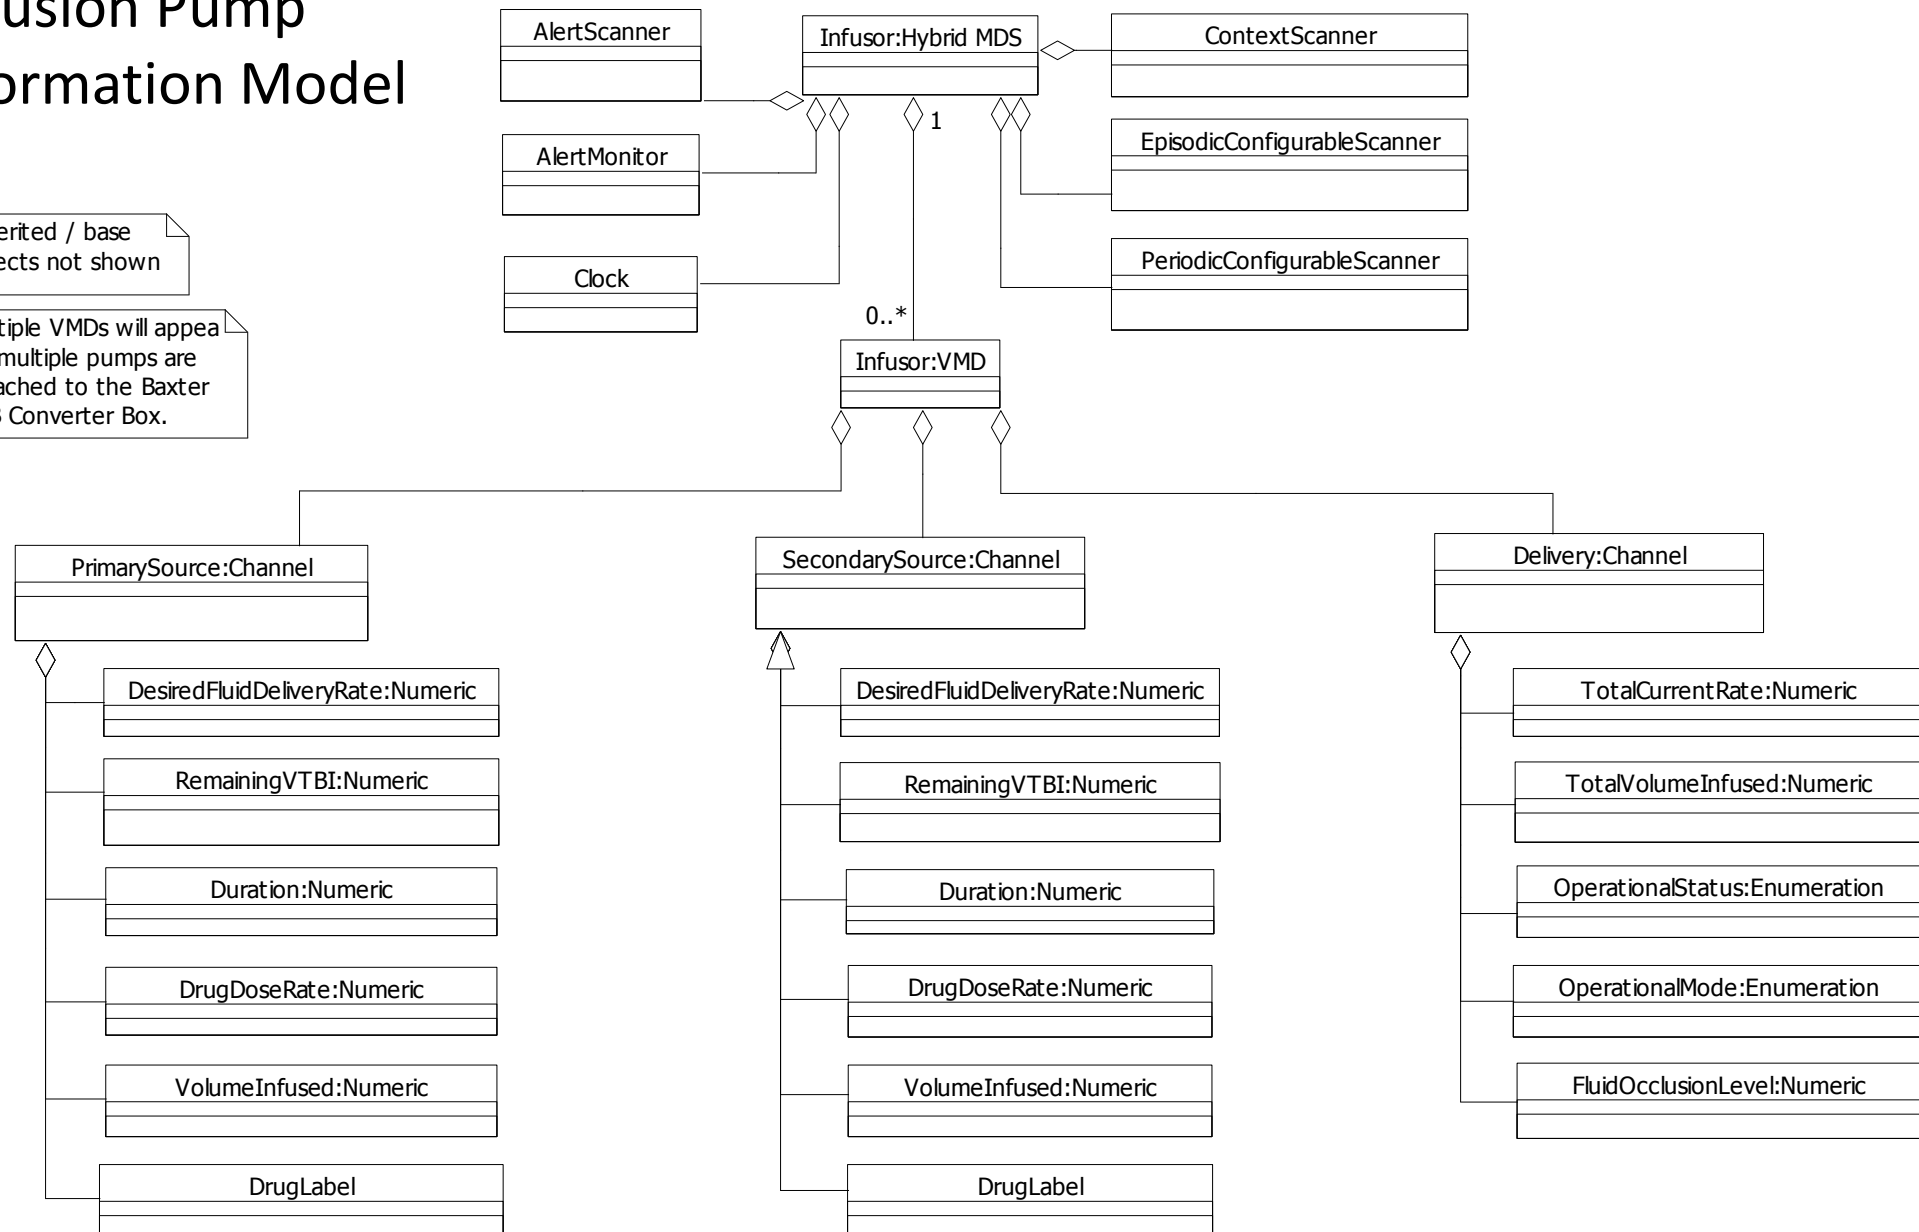 usion Pump
ormation Model
erited / base
ects not shown
tiple VMDs will appea
multiple pumps are
ached to the Baxter
Converter Box.
AlertScanner
Infusor:Hybrid MDS
ContextScanner
1
AlertMonitor
EpisodicConfigurableScanner
Clock
PeriodicConfigurableScanner
0..*
Infusor:VMD
PrimarySource:Channel
SecondarySource:Channel
Delivery:Channel
DesiredFluidDeliveryRate:Numeric
RemainingVTBI:Numeric
Duration:Numeric
DrugDoseRate:Numeric
VolumeInfused:Numeric
DrugLabel
DesiredFluidDeliveryRate:Numeric
RemainingVTBI:Numeric
Duration:Numeric
DrugDoseRate:Numeric
VolumeInfused:Numeric
DrugLabel
TotalCurrentRate:Numeric
TotalVolumeInfused:Numeric
OperationalStatus:Enumeration
OperationalMode:Enumeration
FluidOcclusionLevel:Numeric